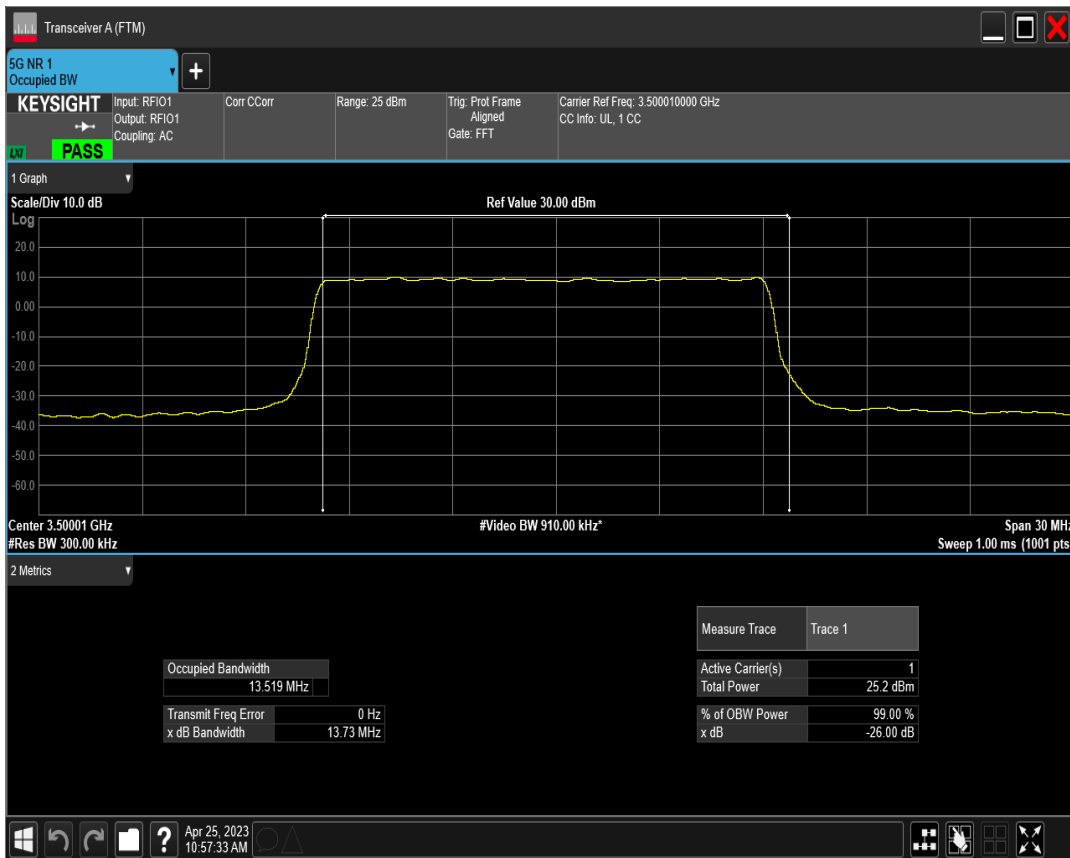 Transceiver A (FTM)
5G NR 1
Occupied BW
+
KEYSIGHT
LXI
PASS
Input: RFIO1
Output: RFIO1
Coupling: AC
Corr CCorr
Range: 25 dBm
Trig: Prot Frame
Aligned
Gate: FFT
Carrier Ref Freq: 3.500010000 GHz
CC Info: UL, 1 CC
1 Graph
Scale/Div 10.0 dB
Ref Value 30.00 dBm
Log
20.0
10.0
0.00
-10.0
-20.0
-30.0
-40.0
-50.0
-60.0
Center 3.50001 GHz
#Video BW 910.00 kHz*
Span 30 MHz
#Res BW 300.00 kHz
Sweep 1.00 ms (1001 pts
2 Metrics
Measure Trace Trace 1
Occupied Bandwidth
13.519 MHz
Active Carrier(s) 1
Total Power 25.2 dBm
Transmit Freq Error 0 Hz
x dB Bandwidth 13.73 MHz
% of OBW Power 99.00 %
x dB -26.00 dB
?
Apr 25, 2023
10:57:33 AM